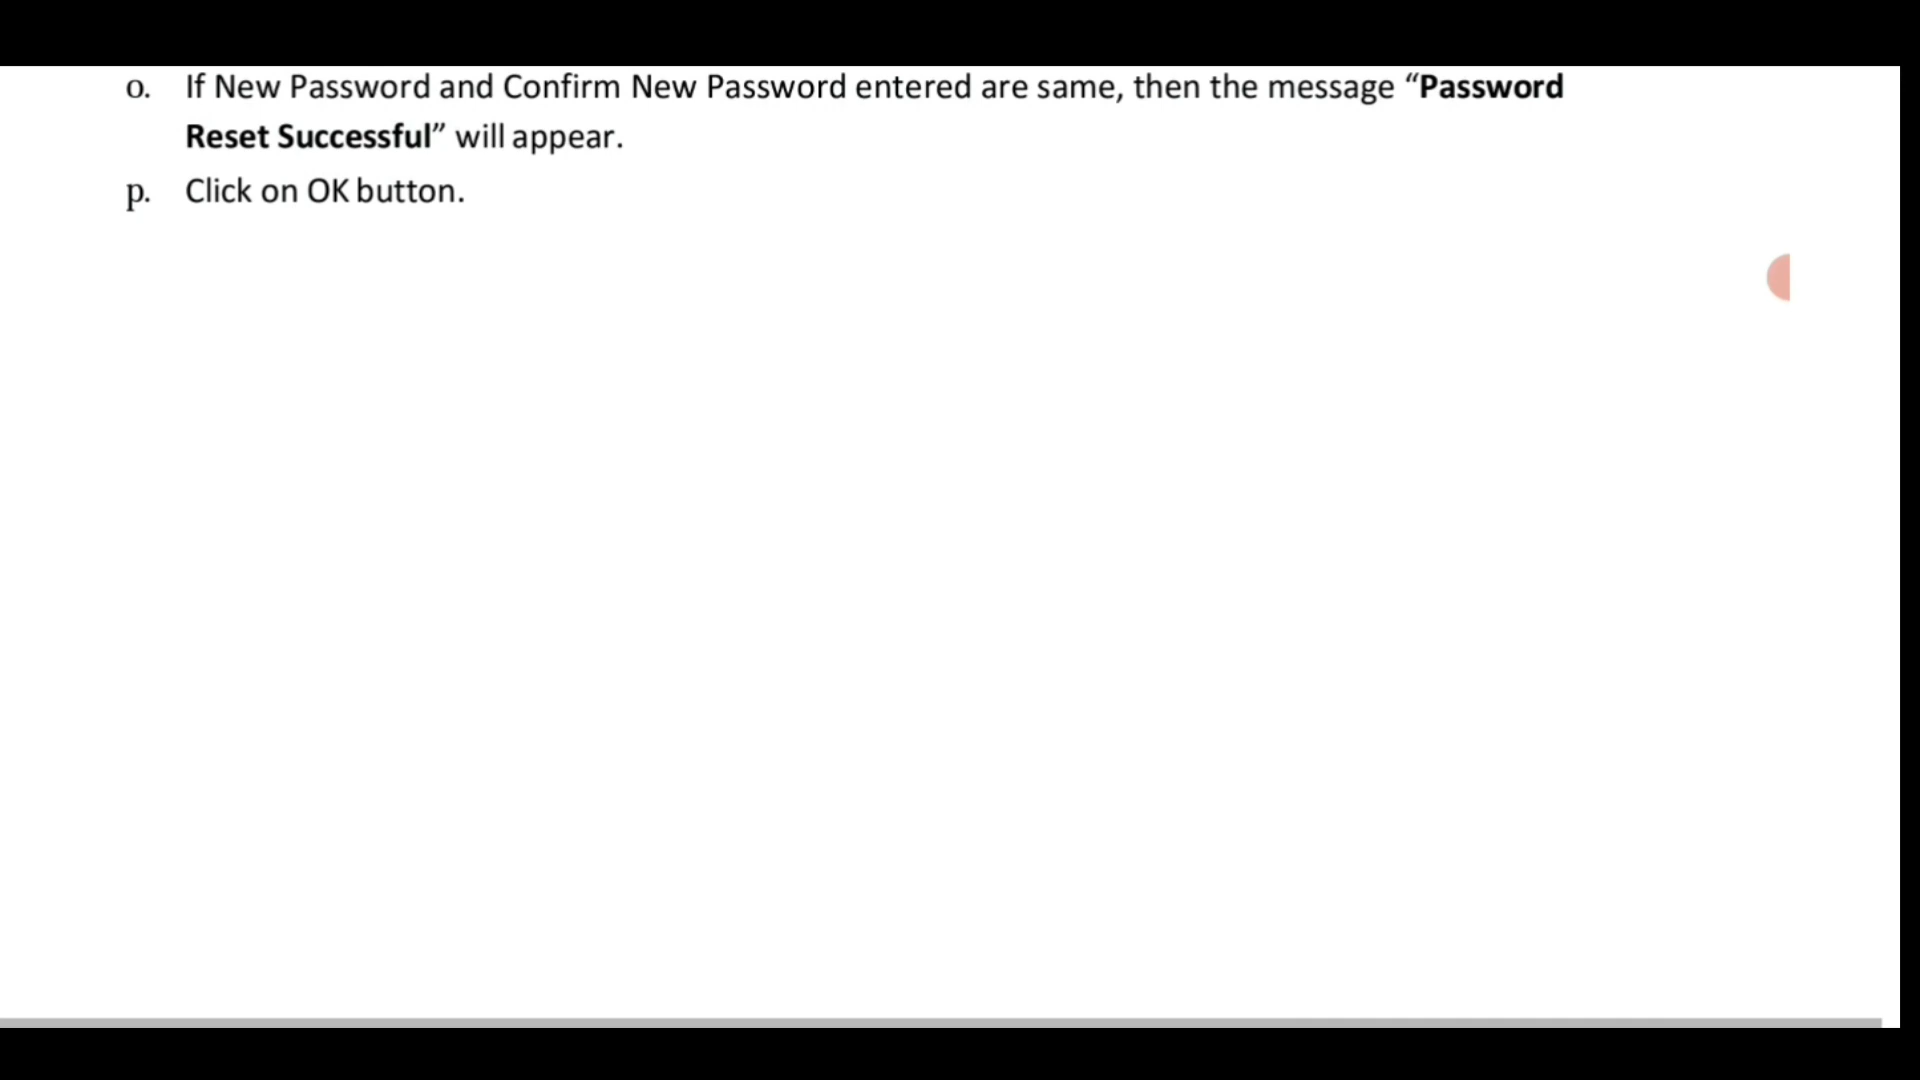 o. If New Password and Confirm New Password entered are same, then the message “Password
Reset Successful” will appear.
p. Click on OK button.